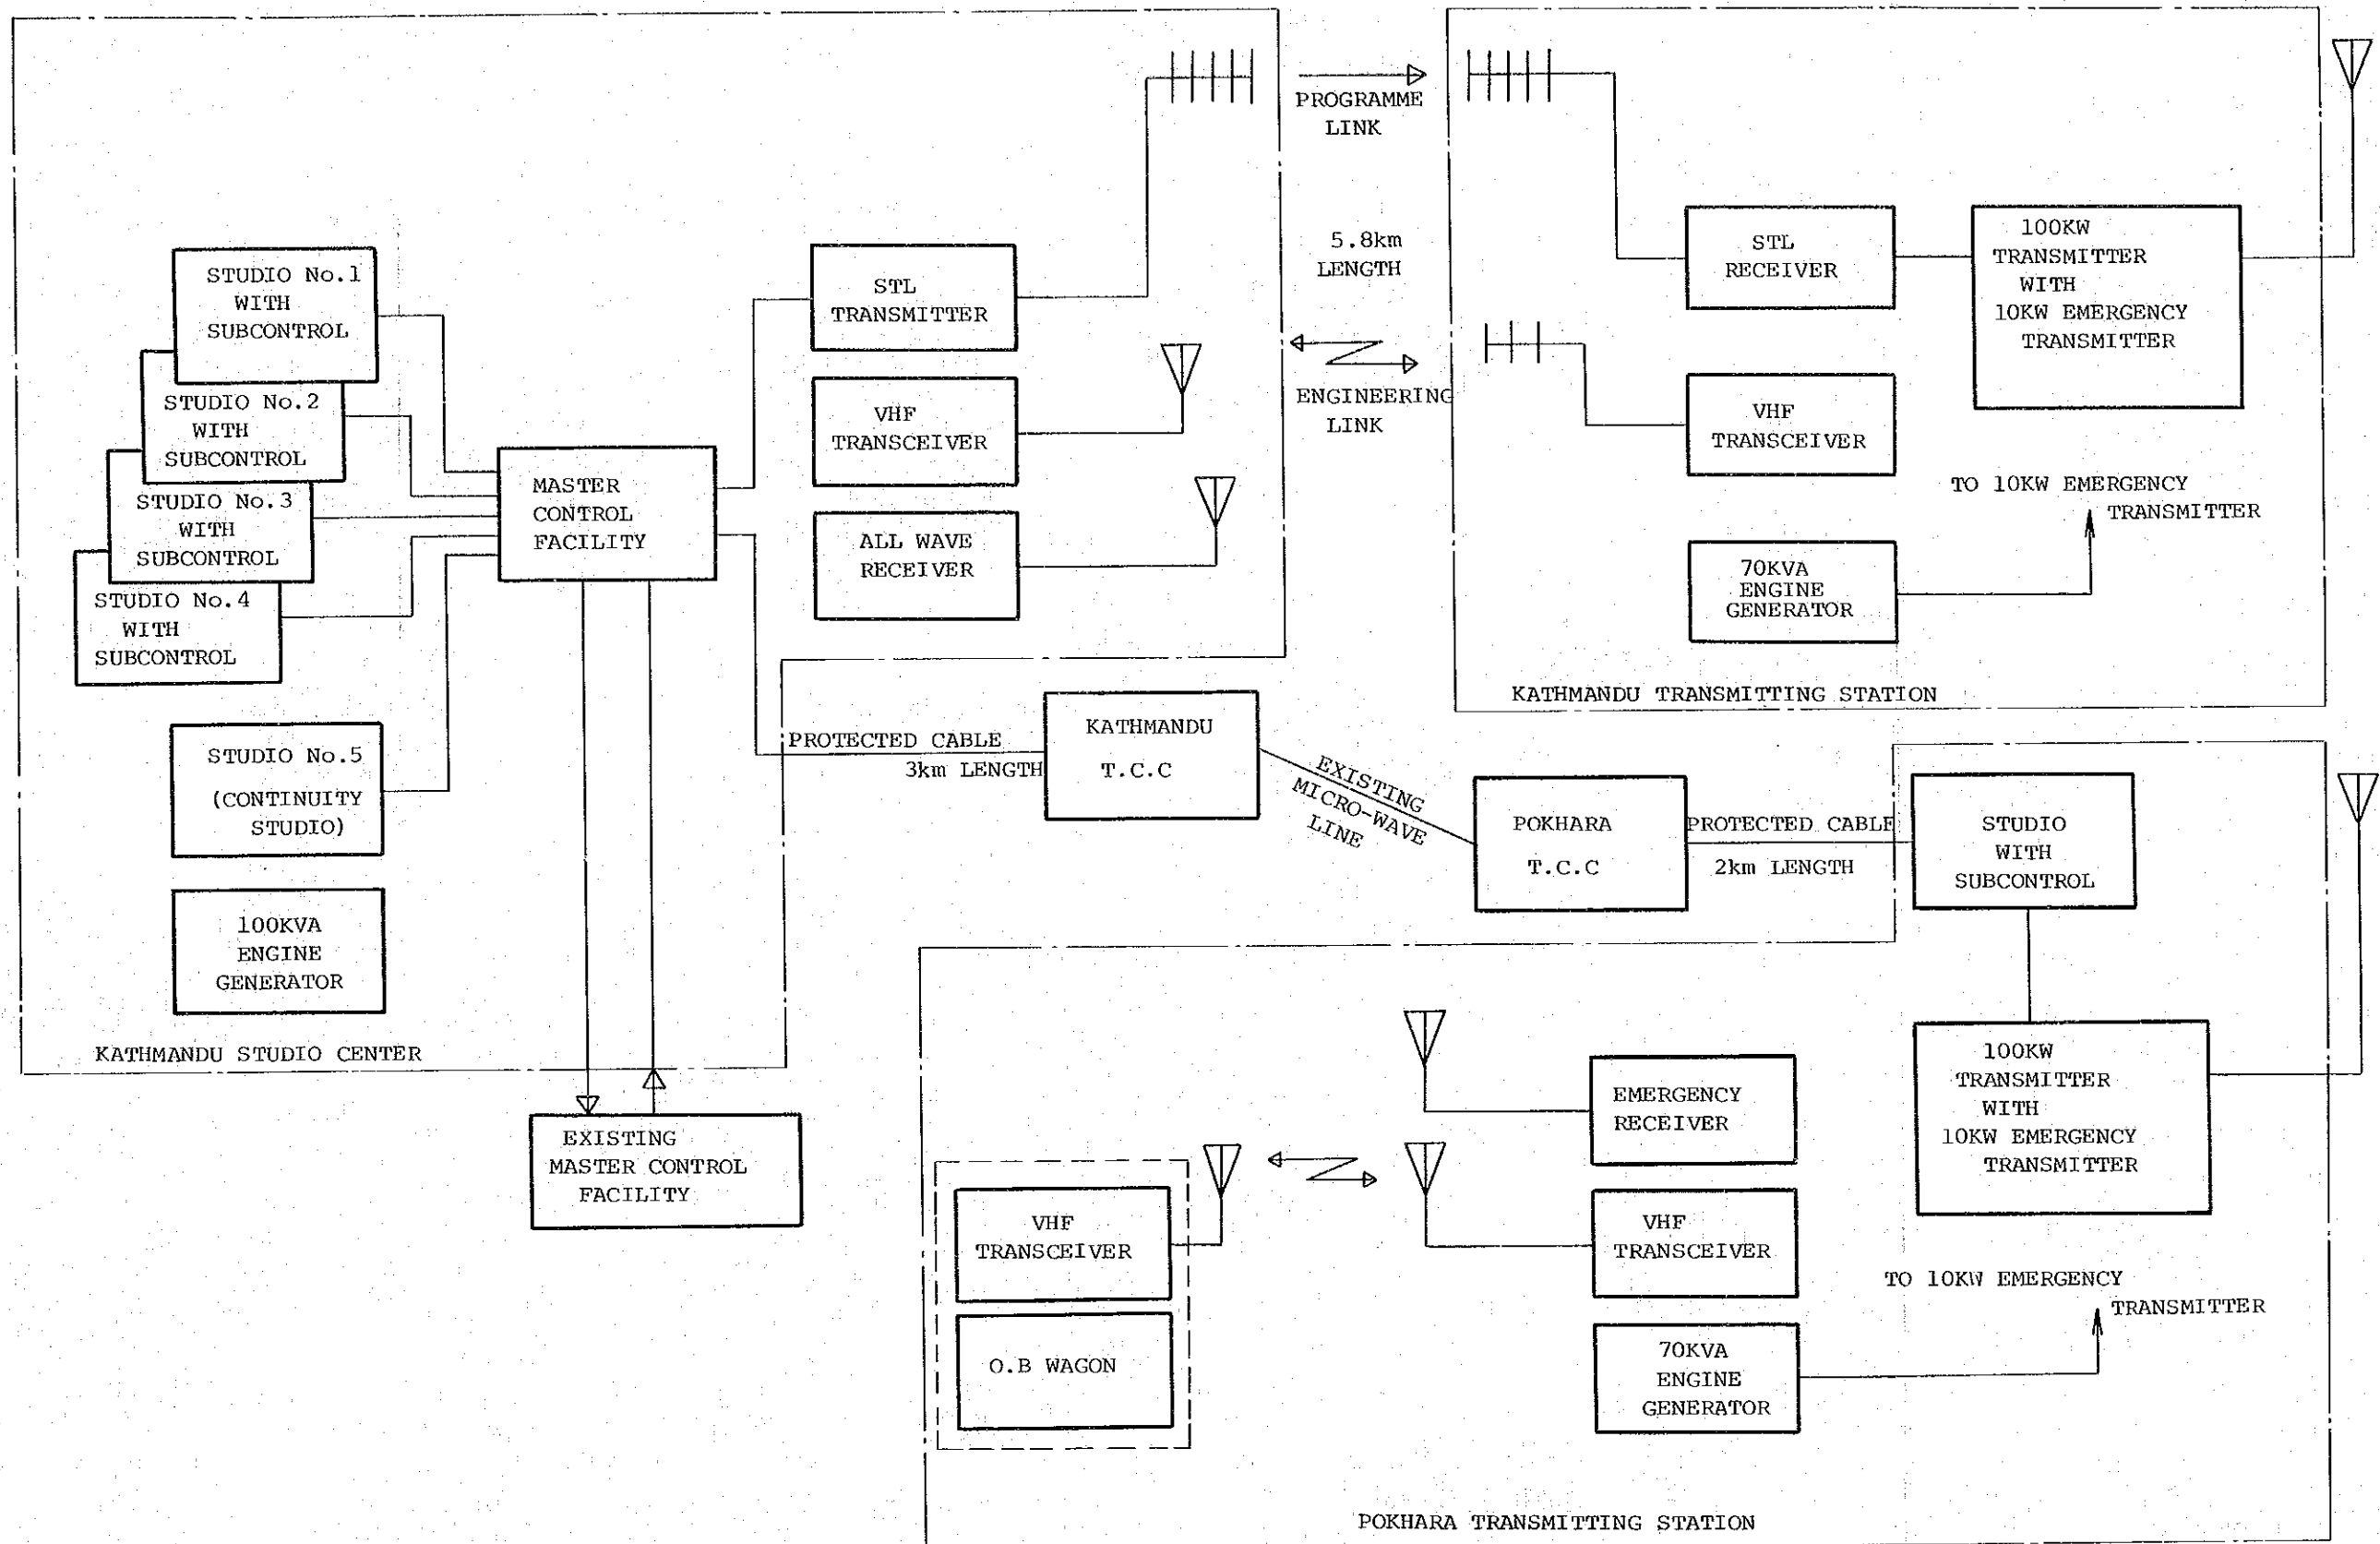 STUDIO No.1
WITH
SUBCONTROL
STUDIO No.2
WITH
SUBCONTROL
STUDIO No.3
WITH
SUBCONTROL
STUDIO No.4
WITH
SUBCONTROL
STUDIO No.5
(CONTINUITY
STUDIO)
100KVA
ENGINE
GENERATOR
KATHMANDU STUDIO CENTER
MASTER
CONTROL
FACILITY
STL
TRANSMITTER
VHF
TRANSCEIVER
ALL WAVE
RECEIVER
EXISTING
MASTER CONTROL
FACILITY
PROGRAMME
LINK
5.8km
LENGTH
ENGINEERING
LINK
STL
RECEIVER
100KW
TRANSMITTER
WITH
10KW EMERGENCY
TRANSMITTER
VHF
TRANSCEIVER
TO 10KW EMERGENCY
TRANSMITTER
70KVA
ENGINE
GENERATOR
KATHMANDU TRANSMITTING STATION
PROTECTED CABLE
3km LENGTH
KATHMANDU
T.C.C
EXISTING
MICRO-WAVE
LINE
POKHARA
T.C.C
PROTECTED CABLE
2km LENGTH
STUDIO
WITH
SUBCONTROL
100KW
TRANSMITTER
WITH
10KW EMERGENCY
TRANSMITTER
EMERGENCY
RECEIVER
VHF
TRANSCEIVER
VHF
TRANSCEIVER
O.B WAGON
TO 10KW EMERGENCY
TRANSMITTER
70KVA
ENGINE
GENERATOR
POKHARA TRANSMITTING STATION